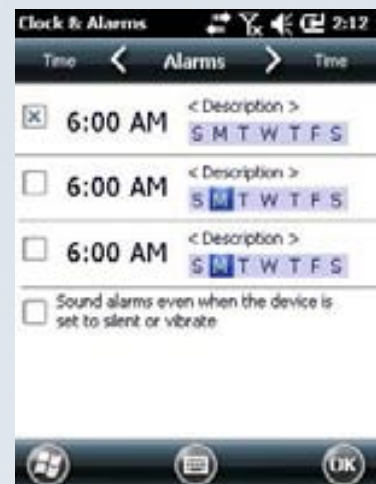 Clock & Alarms 2:12
Time < Alarms > Time
6:00 AM
< Description >
S M T W T F S
6:00 AM
< Description >
S M T W T F S
6:00 AM
< Description >
S M T W T F S
Sound alarms even when the device is
set to silent or vibrate
OK